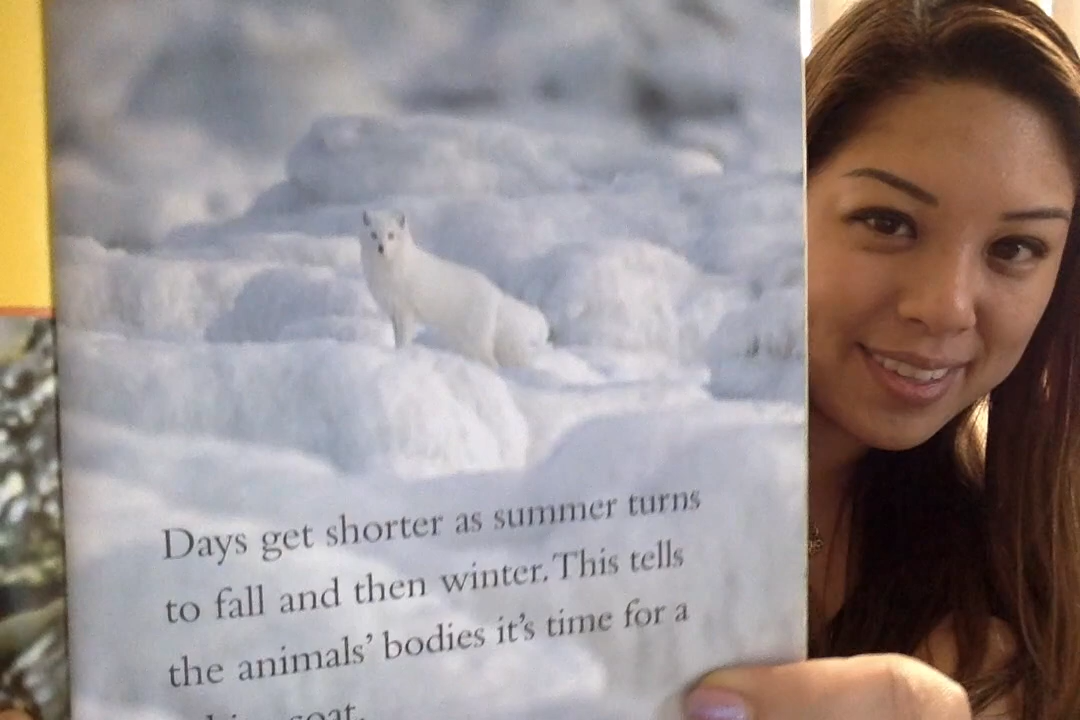 Days get shorter as summer turns
to fall and then winter. This tells
the animals’ bodies it’s time for a
coat.